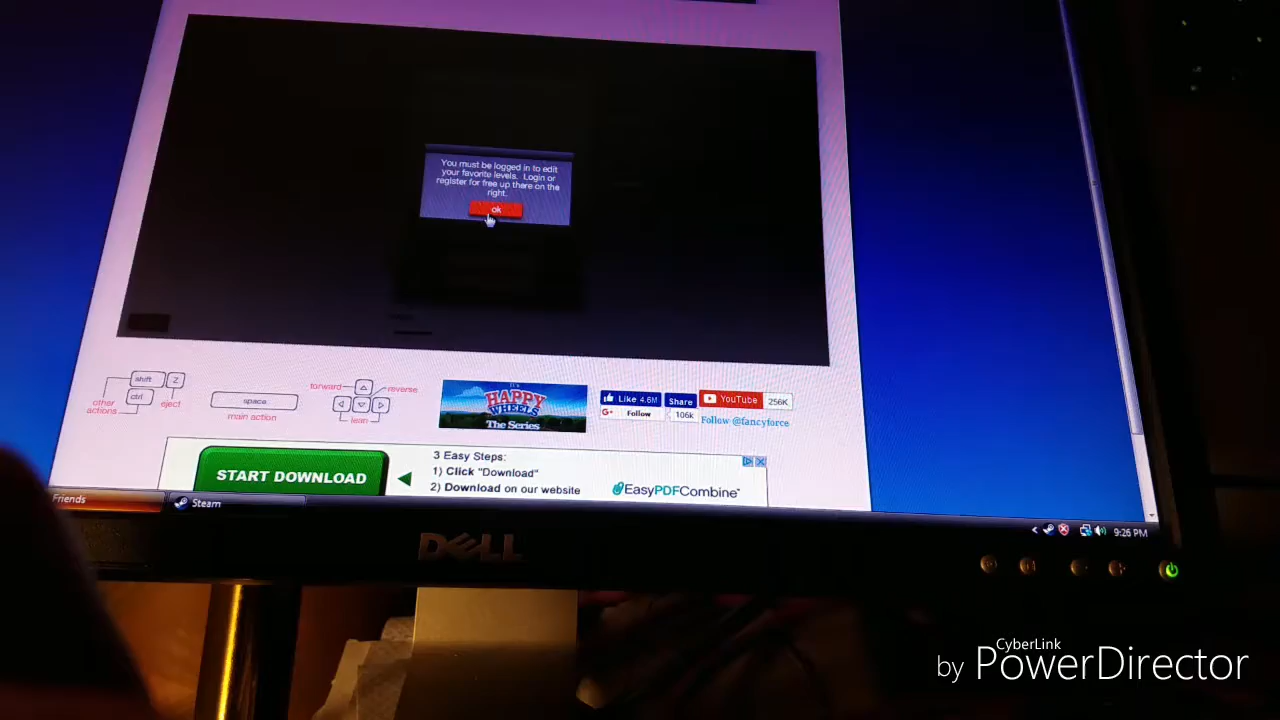 You must be logged in to edit
your favorite levels. Login or
register for free up there on the
right.
ok
shift
Z
ctrl
other
actions
eject
space
main action
forward
reverse
lean
IT'S
HAPPY
WHEELS
The Series
Like 4.6M
Share
G+ Follow
106k
YouTube
256K
Follow @fancyforce
START DOWNLOAD
3 Easy Steps:
1) Click "Download"
2) Download on our website
EasyPDFCombine™
Friends
Steam
9:26 PM
DELL
CyberLink
by PowerDirector